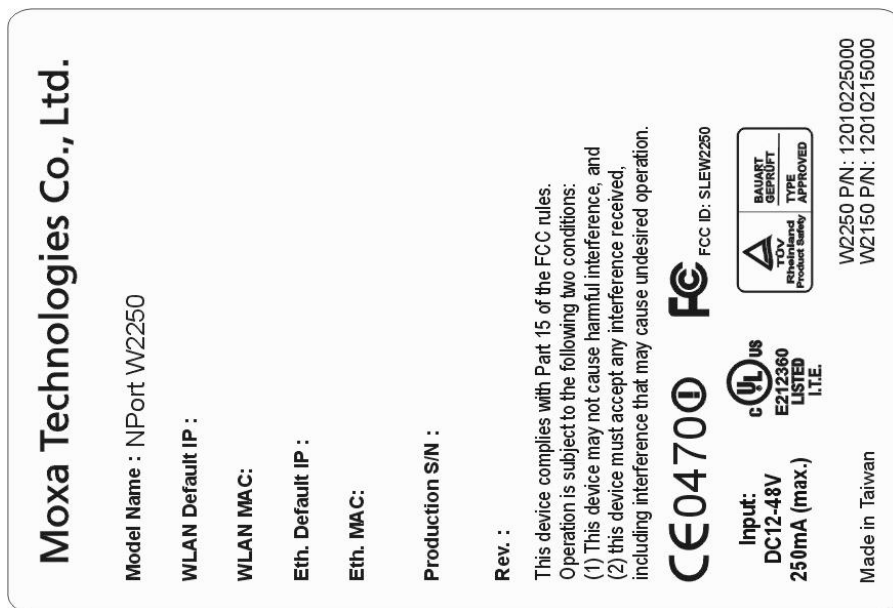 Moxa Technologies Co., Ltd.
Model Name : NPort W2250
WLAN Default IP :
WLAN MAC:
Eth. Default IP :
Eth. MAC:
Production S/N :
Rev. :
This device complies with Part 15 of the FCC rules.
Operation is subject to the following two conditions:
(1) This device may not cause harmful interference, and
(2) this device must accept any interference received,
including interference that may cause undesired operation.
CE0470
FC
FCC ID: SLEW2250
Input:
DC12-48V
250mA (max.)
c UL US
E212360
LISTED
I.T.E.
TÜV
Rheinland
Product Safety
BAUART
GEPRÜFT
TYPE
APPROVED
Made in Taiwan
W2250 P/N: 12010225000
W2150 P/N: 12010215000